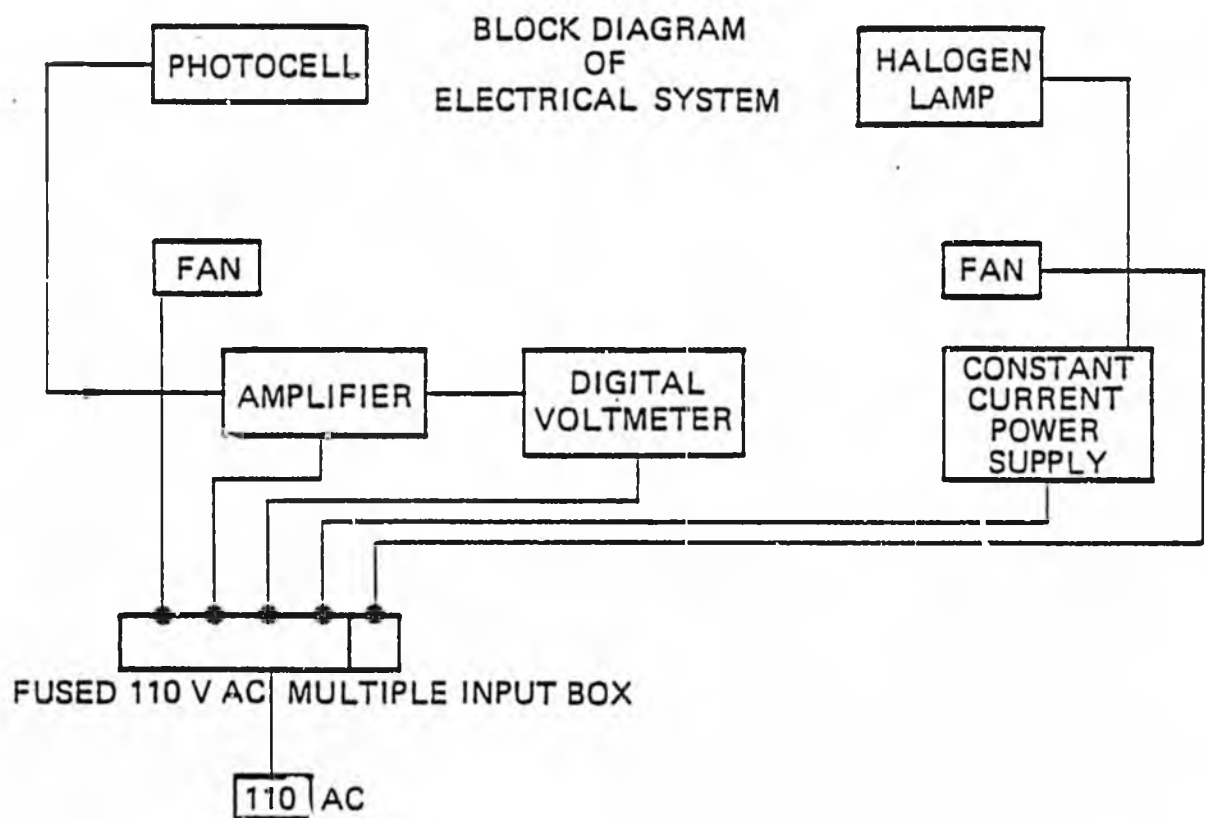 BLOCK DIAGRAM
OF
ELECTRICAL SYSTEM
PHOTOCELL
HALOGEN
LAMP
FAN
FAN
AMPLIFIER
DIGITAL
VOLTMETER
CONSTANT
CURRENT
POWER
SUPPLY
FUSED 110 V AC MULTIPLE INPUT BOX
110 AC